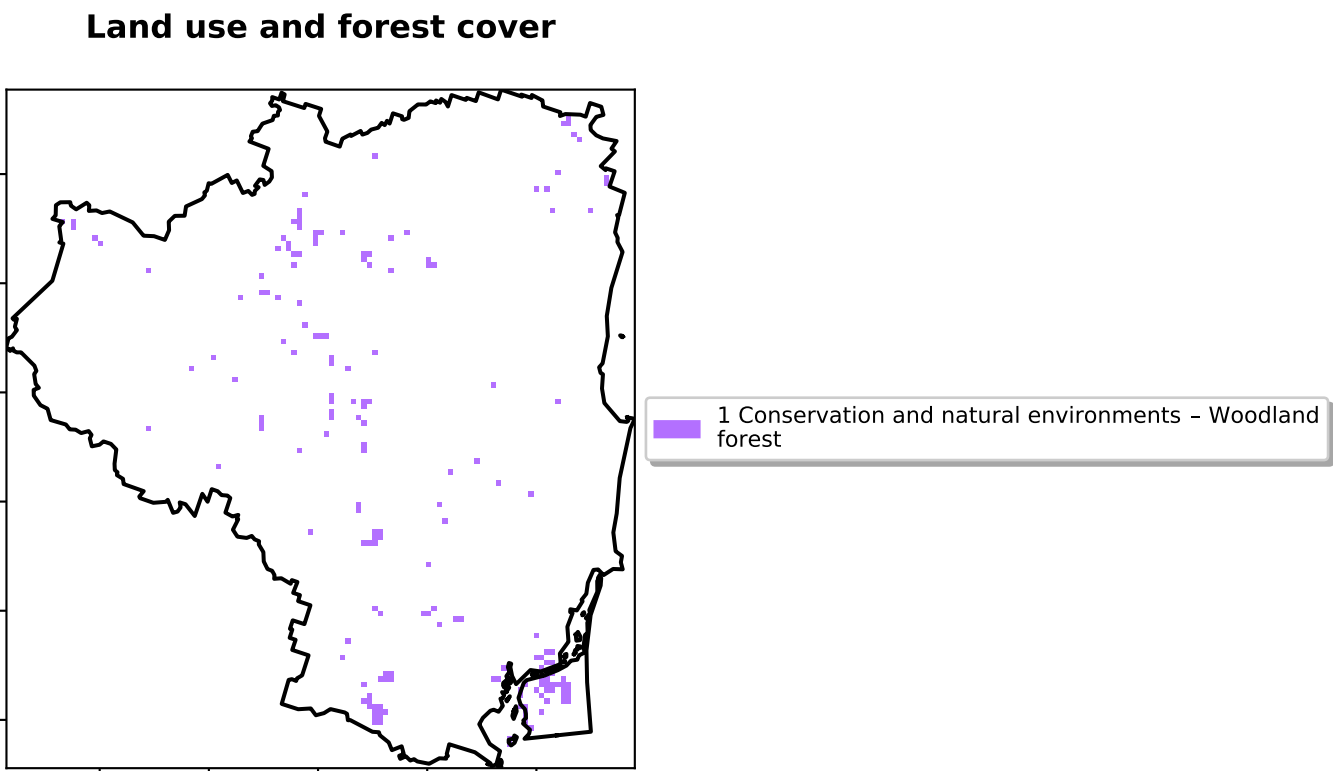 Land use and forest cover
1 Conservation and natural environments – Woodland
forest